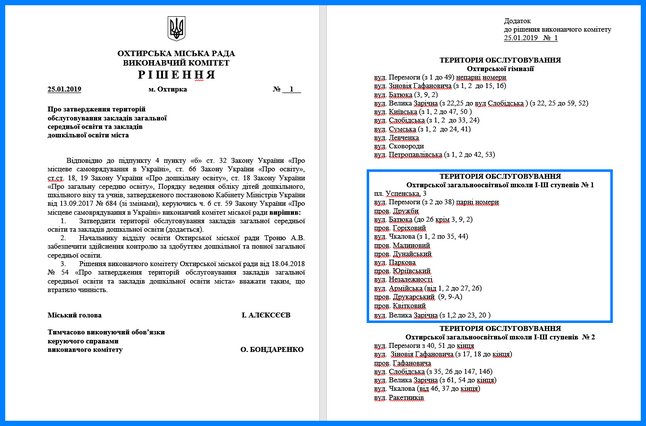 ОХТИРСЬКА МІСЬКА РАДА
ВИКОНАВЧИЙ КОМІТЕТ
Р І Ш Е Н Н Я
25.01.2019 м. Охтирка № 1
Про затвердження територій
обслуговування закладів загальної
середньої освіти та закладів
дошкільної освіти міста
Відповідно до підпункту 4 пункту «б» ст. 32 Закону України «Про
місцеве самоврядування в Україні», ст. 66 Закону України «Про освіту»,
ст.ст. 18, 19 Закону України «Про дошкільну освіту», ст. 18 Закону України
«Про загальну середню освіту», Порядку ведення обліку дітей дошкільного,
шкільного віку та учнів, затвердженого постановою Кабінету Міністрів України
від 13.09.2017 № 684 (зі змінами), керуючись ч. 6 ст. 59 Закону України «Про
місцеве самоврядування в Україні» виконавчий комітет міської ради вирішив:
1. Затвердити території обслуговування закладів загальної середньої
освіти та закладів дошкільної освіти (додається).
2. Начальнику відділу освіти Охтирської міської ради Троню А.В.
забезпечити здійснення контролю за здобуттям дошкільної та повної загальної
середньої освіти.
3. Рішення виконавчого комітету Охтирської міської ради від 18.04.2018
№ 54 «Про затвердження територій обслуговування закладів загальної
середньої освіти та закладів дошкільної освіти міста» вважати таким, що
втратило чинність.
Міський голова І. АЛЄКСЄЄВ
Тимчасово виконуючий обов’язки
керуючого справами
виконавчого комітету О. БОНДАРЕНКО
Додаток
до рішення виконавчого комітету
25.01.2019 № 1
ТЕРИТОРІЯ ОБСЛУГОВУВАННЯ
Охтирської гімназії
вул. Перемоги (з 1 до 49) непарні номери
вул. Зіновія Гафановича (з 1, 2 до 15, 16)
вул. Батюка (3, 9, 2)
вул. Велика Зарічна (з 22,25 до вул Слобідська ) (з 22, 25 до 59, 52)
вул. Київська (з 1, 2 до 47, 50 )
вул. Слобідська (з 1, 2 до 33, 24)
вул. Сумська (з 1, 2 до 24, 41)
вул. Левченка
вул. Сковороди
вул. Петропавлівська (з 1, 2 до 42, 53)
ТЕРИТОРІЯ ОБСЛУГОВУВАННЯ
Охтирської загальноосвітньої школи І-ІІІ ступенів № 1
пл. Успенська, 3
вул. Перемоги (з 2 до 38) парні номери
пров. Дружби
вул. Батюка (до 26 крім 3, 9, 2)
пров. Горіховий
вул. Чкалова (з 1, 2 по 35, 44)
пров. Малиновий
пров. Дунайський
вул. Паркова
пров. Юріївський
вул. Незалежності
вул. Армійська (від 1, 2 до 27, 26)
пров. Друкарський (9, 9-А)
пров. Квітковий
вул. Велика Зарічна (з 1,2 до 23, 20 )
ТЕРИТОРІЯ ОБСЛУГОВУВАННЯ
Охтирської загальноосвітньої школи І-ІІІ ступенів № 2
вул. Перемоги з 40, 51 до кінця
вул. Зіновія Гафановича (з 17, 18 до кінця)
пров. Гафановича
вул. Слобідська (з 35, 26 до 147, 146)
вул. Велика Зарічна (з 61, 54 до кінця)
вул. Чкалова (від 46, 37 до кінця)
вул. Ракетників